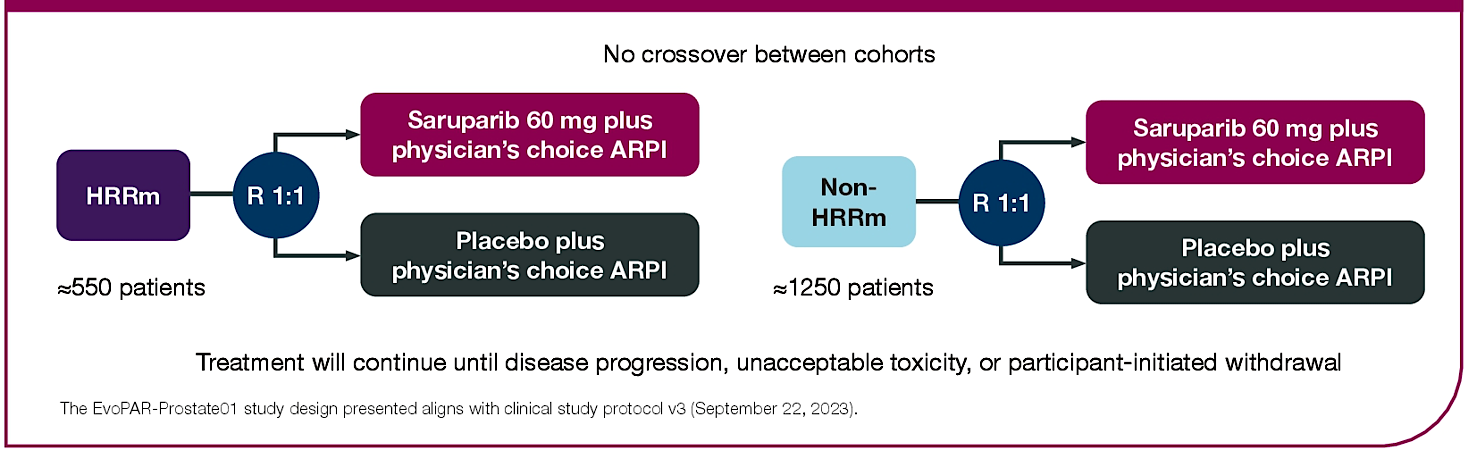 No crossover between cohorts
HRRm
≈550 patients
R 1:1
Saruparib 60 mg plus
physician’s choice ARPI
Placebo plus
physician’s choice ARPI
Non-
HRRm
≈1250 patients
R 1:1
Saruparib 60 mg plus
physician’s choice ARPI
Placebo plus
physician’s choice ARPI
Treatment will continue until disease progression, unacceptable toxicity, or participant-initiated withdrawal
The EvoPAR-Prostate01 study design presented aligns with clinical study protocol v3 (September 22, 2023).